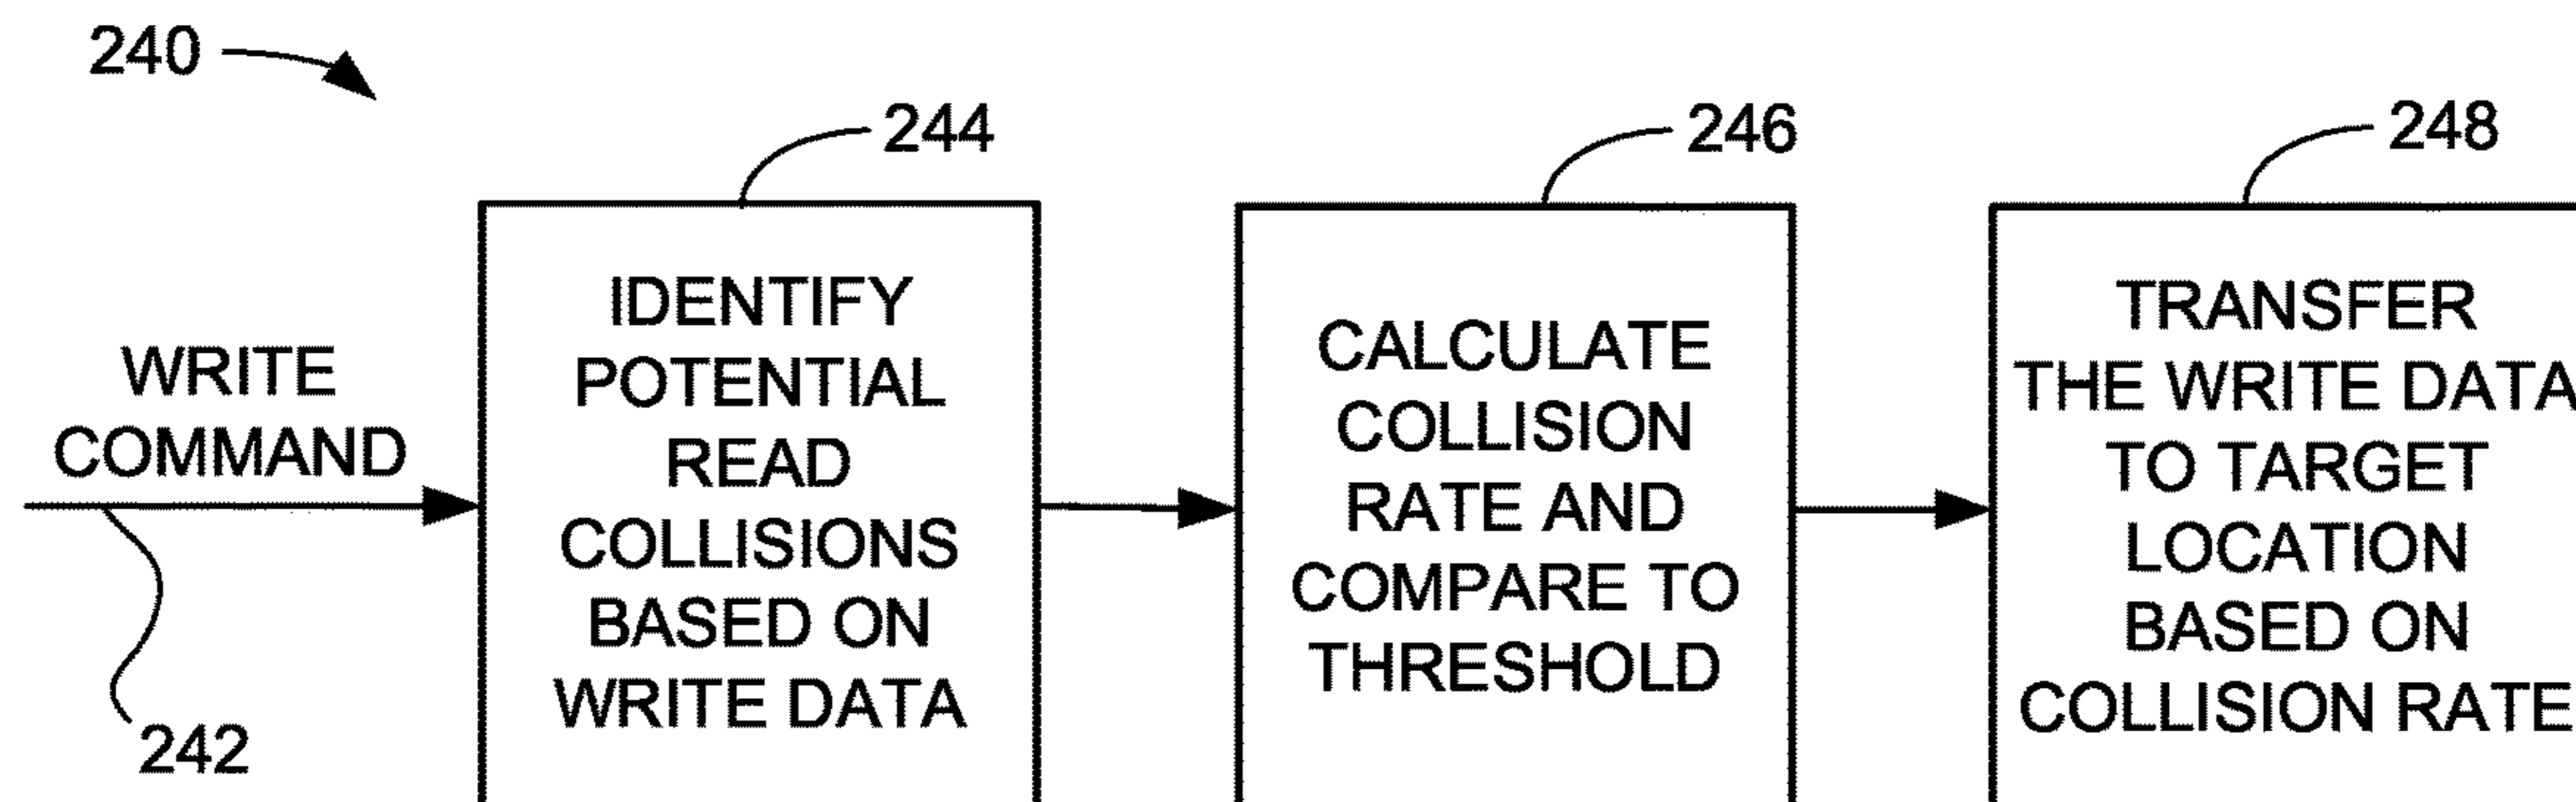 240
244
246
248
WRITE
COMMAND
242
IDENTIFY
POTENTIAL
READ
COLLISIONS
BASED ON
WRITE DATA
CALCULATE
COLLISION
RATE AND
COMPARE TO
THRESHOLD
TRANSFER
THE WRITE DATA
TO TARGET
LOCATION
BASED ON
COLLISION RATE